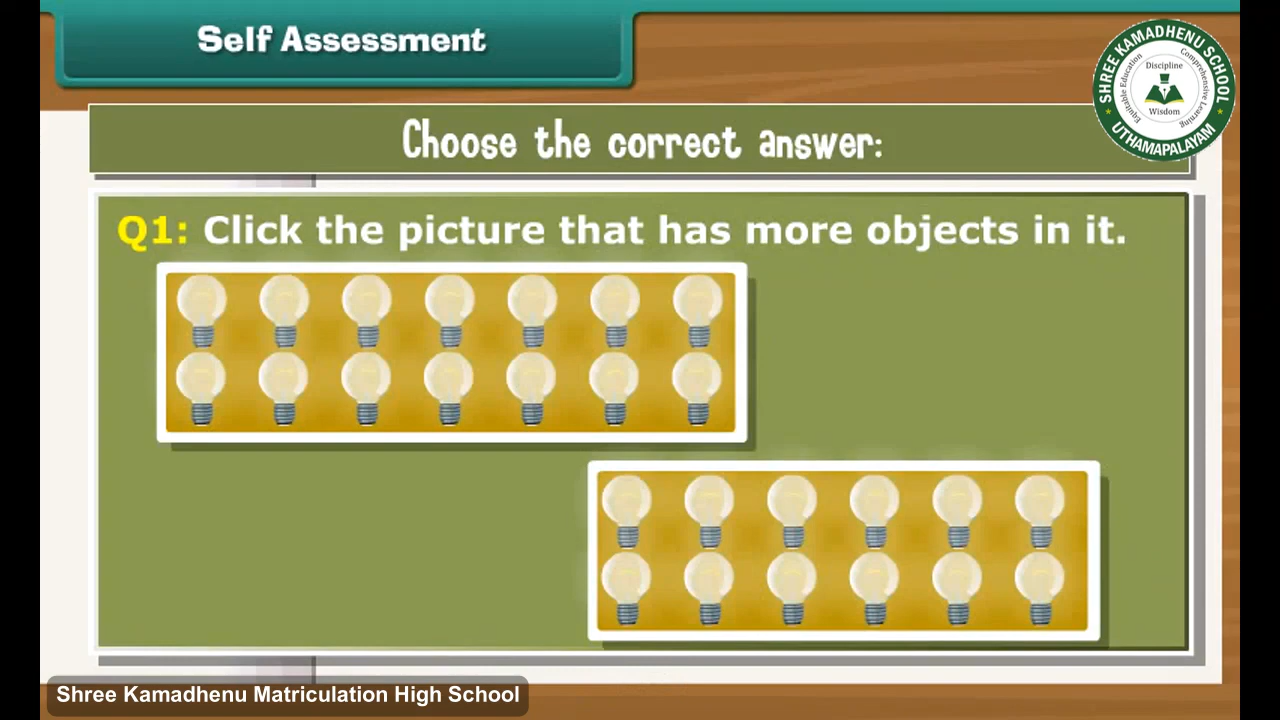 Self Assessment
SHREE KAMADHENU SCHOOL
Equitable Education
Discipline
Comprehensive Learning
Wisdom
UTHAMAPALAYAM
Choose the correct answer:
Q1: Click the picture that has more objects in it.
Shree Kamadhenu Matriculation High School